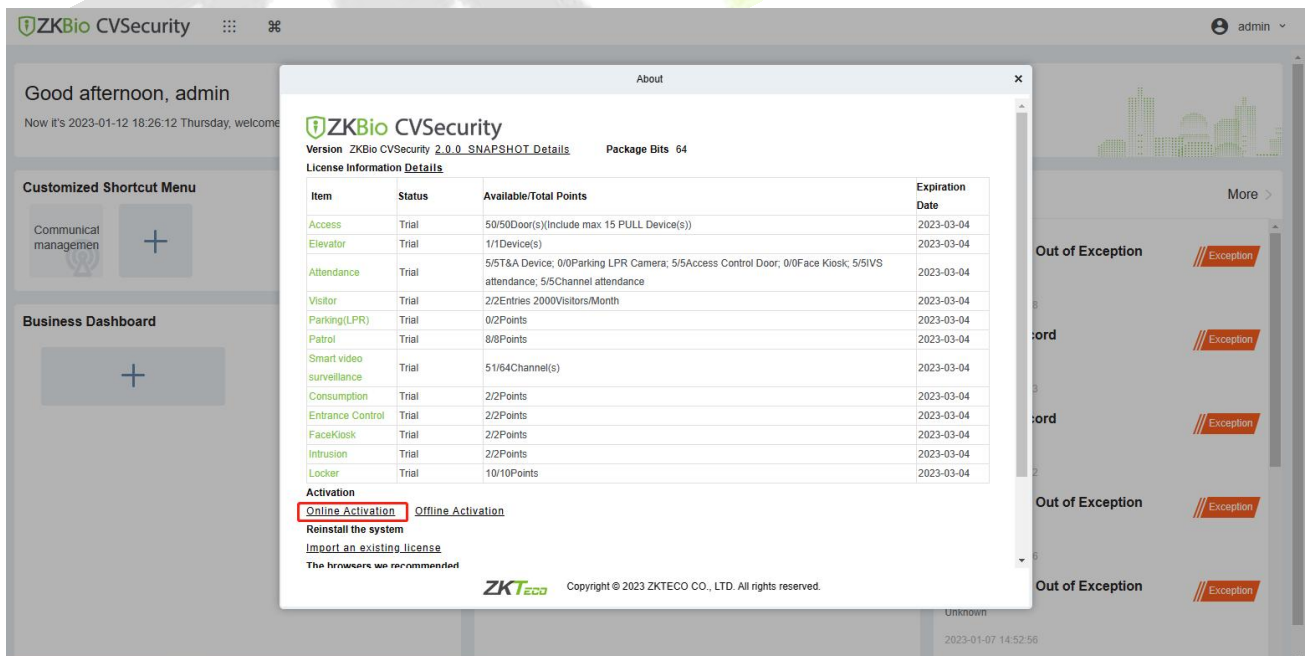 ZKBio CVSecurity
admin
Good afternoon, admin
Now it's 2023-01-12 18:26:12 Thursday, welcome
Customized Shortcut Menu
Communicat
managemen
Business Dashboard
About
ZKBio CVSecurity
Version ZKBio CVSecurity 2.0.0_SNAPSHOT Details Package Bits 64
License Information Details
Item Status Available/Total Points Expiration
Date
Access Trial 50/50Door(s)(Include max 15 PULL Device(s)) 2023-03-04
Elevator Trial 1/1Device(s) 2023-03-04
Attendance Trial 5/5T&A Device; 0/0Parking LPR Camera; 5/5Access Control Door; 0/0Face Kiosk; 5/5IVS
attendance; 5/5Channel attendance 2023-03-04
Visitor Trial 2/2Entries 2000Visitors/Month 2023-03-04
Parking(LPR) Trial 0/2Points 2023-03-04
Patrol Trial 8/8Points 2023-03-04
Smart video
surveillance Trial 51/64Channel(s) 2023-03-04
Consumption Trial 2/2Points 2023-03-04
Entrance Control Trial 2/2Points 2023-03-04
FaceKiosk Trial 2/2Points 2023-03-04
Intrusion Trial 2/2Points 2023-03-04
Locker Trial 10/10Points 2023-03-04
Activation
Online Activation Offline Activation
Reinstall the system
Import an existing license
The browsers we recommended
ZKTeco Copyright © 2023 ZKTECO CO., LTD. All rights reserved.
More
Out of Exception Exception
8
cord Exception
3
cord Exception
2
Out of Exception Exception
6
Out of Exception Exception
Unknown
2023-01-07 14:52:56